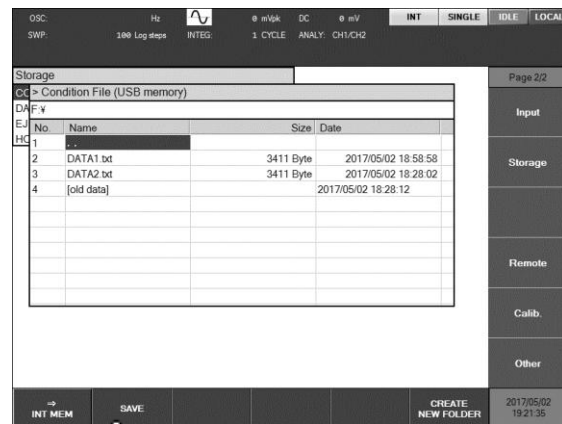 OSC: Hz 0 mVpk DC 0 mV INT SINGLE IDLE LOCAL
SWP: 100 Log steps INTEG: 1 CYCLE ANALY: CH1/CH2
Storage Page 2/2
> Condition File (USB memory)
F:¥ Input
No. Name Size Date
1 ..
2 DATA1.txt 3411 Byte 2017/05/02 18:58:58 Storage
3 DATA2.txt 3411 Byte 2017/05/02 18:28:02
4 [old data] 2017/05/02 18:28:12
Remote
Calib.
Other
⇒
INT MEM SAVE CREATE
NEW FOLDER 2017/05/02
19:21:35